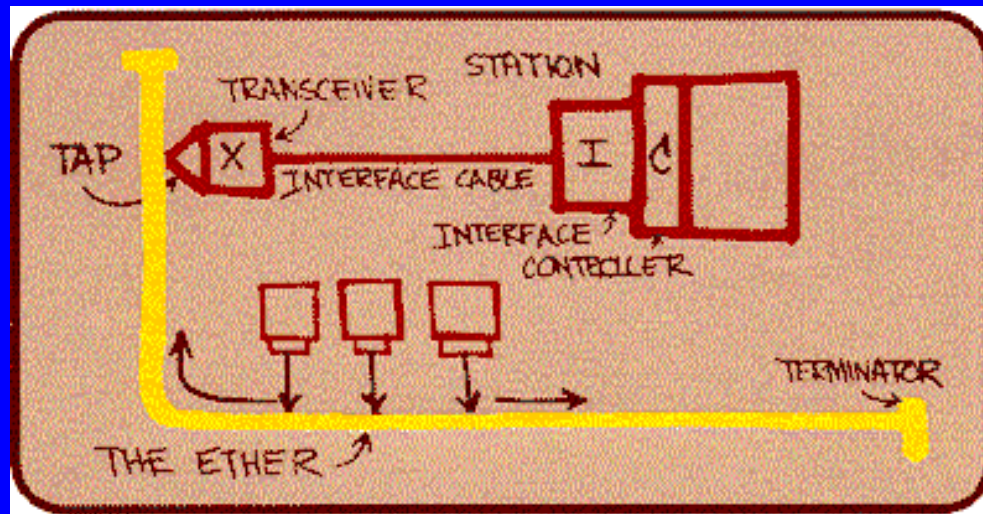 STATION
TRANSCEIVER
TAP
X
I
C
INTERFACE CABLE
INTERFACE
CONTROLLER
TERMINATOR
THE ETHER